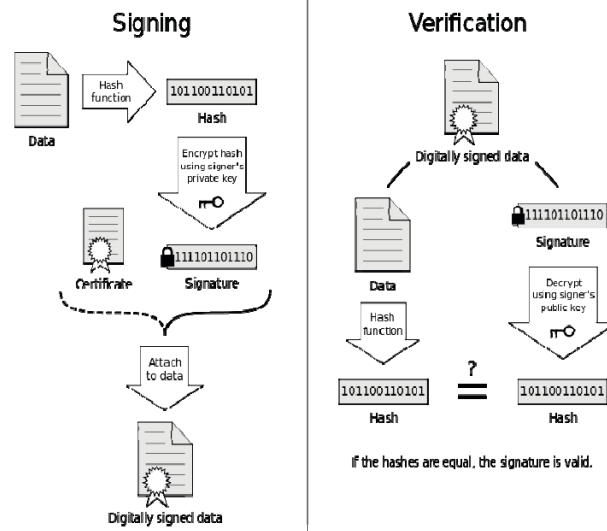 Signing
Data
Hash
function
101100110101
Hash
Encrypt hash
using signer's
private key
Certificate
111101101110
Signature
Attach
to data
Digitally signed data
Verification
Digitally signed data
Data
111101101110
Signature
Hash
function
Decrypt
using signer's
public key
101100110101
Hash
?
=
101100110101
Hash
If the hashes are equal, the signature is valid.